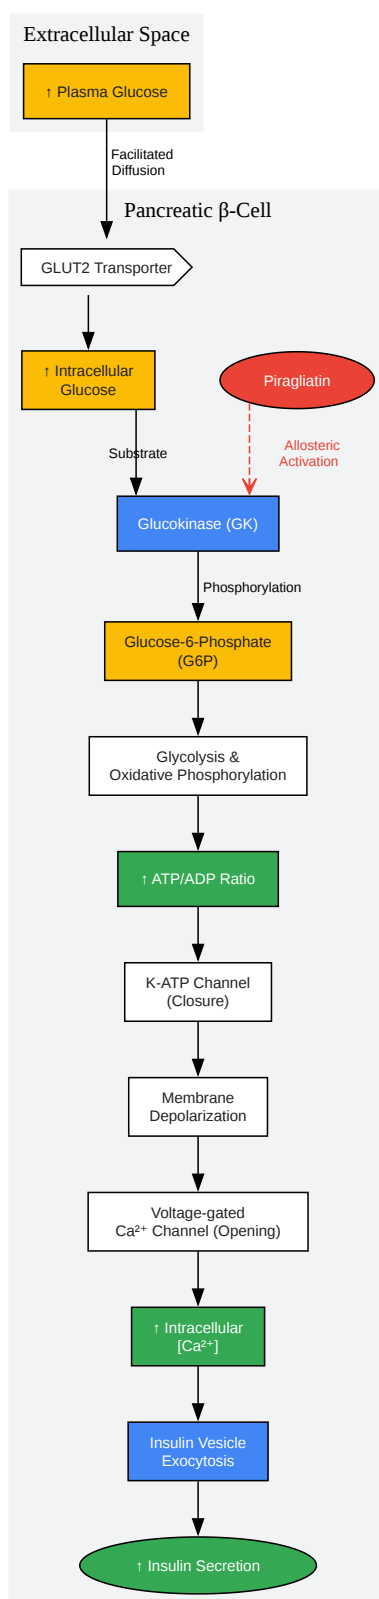 Extracellular Space
↑ Plasma Glucose
Facilitated
Diffusion
Pancreatic β-Cell
GLUT2 Transporter
↑ Intracellular
Glucose
Piragliatin
Substrate
Allosteric
Activation
Glucokinase (GK)
Phosphorylation
Glucose-6-Phosphate
(G6P)
Glycolysis &
Oxidative Phosphorylation
↑ ATP/ADP Ratio
K-ATP Channel
(Closure)
Membrane
Depolarization
Voltage-gated
Ca²⁺ Channel (Opening)
↑ Intracellular
[Ca²⁺]
Insulin Vesicle
Exocytosis
↑ Insulin Secretion